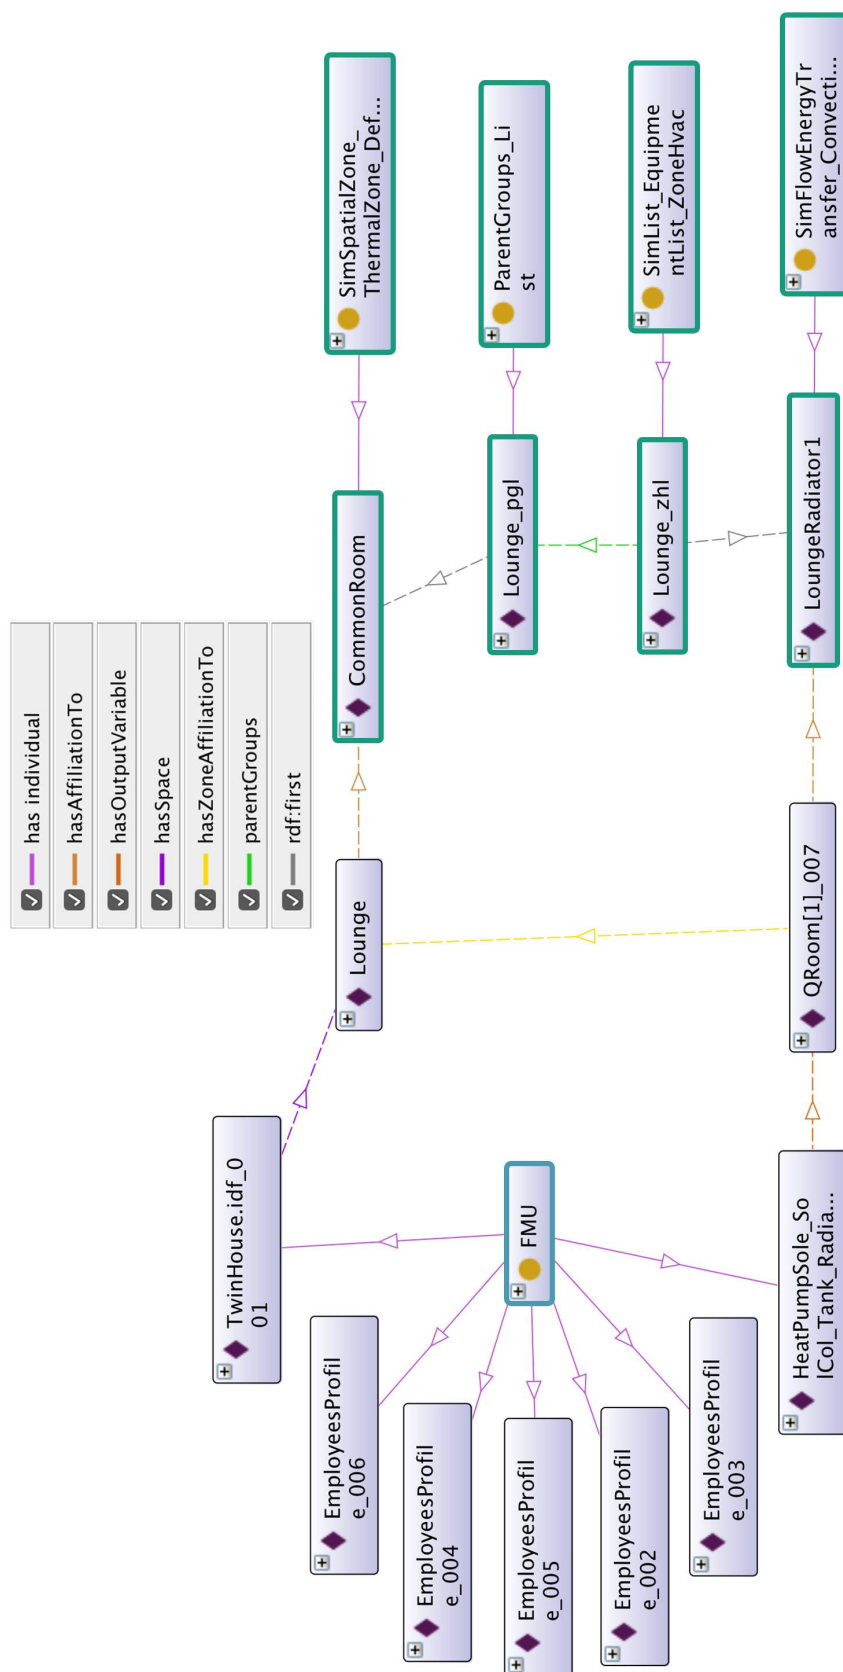 SimSpatialZone_
ThermalZone_Def...
ParentGroups_Li
st
SimList_Equipme
ntList_ZoneHvac
SimFlowEnergyTr
ansfer_Convecti...
CommonRoom
Lounge_pgl
Lounge_zhl
LoungeRadiator1
has individual
hasAffiliationTo
hasOutputVariable
hasSpace
hasZoneAffiliationTo
parentGroups
rdf:first
Lounge
QRoom[1]_007
TwinHouse.idf_0
01
FMU
HeatPumpSole_So
lCol_Tank_Radia...
EmployeesProfil
e_006
EmployeesProfil
e_004
EmployeesProfil
e_005
EmployeesProfil
e_002
EmployeesProfil
e_003